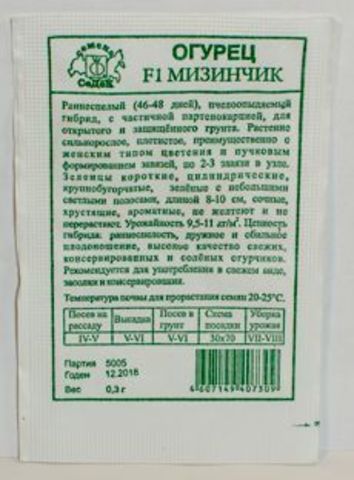 семена
СеДеК
ОГУРЕЦ
F1 МИЗИНЧИК
Раннеспелый (46-48 дней), пчелоопыляемый
гибрид, с частичной партенокарпией, для
открытого и защищённого грунта. Растение
сильнорослое, плетистое, преимущественно с
женским типом цветения и пучковым
формированием завязей, по 2-3 завязи в узле.
Зеленцы короткие, цилиндрические,
крупнобугорчатые, зелёные с небольшими
светлыми полосами, длиной 8-10 см, сочные,
хрустящие, ароматные, не желтеют и не
перерастают. Урожайность 9,5-11 кг/м². Ценность
гибрида: раннеспелость, дружное и обильное
плодоношение, высокие качества свежих,
консервированных и солёных огурчиков.
Рекомендуется для употребления в свежем виде,
засолки и консервирования.
Температура почвы для прорастания семян 20-25°С.
Посев на рассаду Высадка Посев в грунт Схема посадки Уборка урожая
IV-V V-VI V-VI 30x70 VII-VIII
Партия 5005
Годен 12.2018
Вес 0,3 г
4 607149 407309